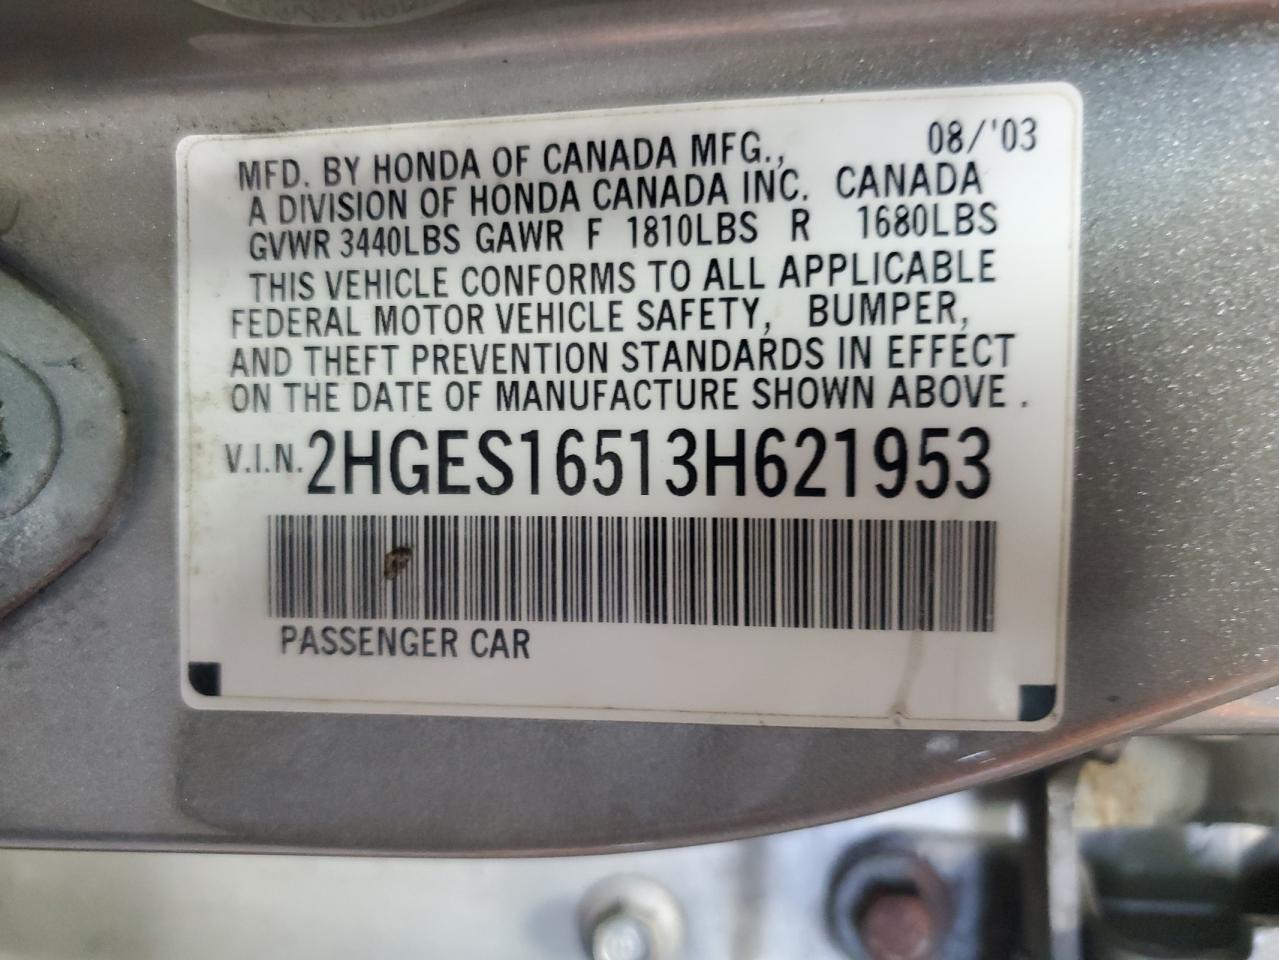 MFD. BY HONDA OF CANADA MFG., 08/'03
A DIVISION OF HONDA CANADA INC. CANADA
GVWR 3440LBS GAWR F 1810LBS R 1680LBS
THIS VEHICLE CONFORMS TO ALL APPLICABLE
FEDERAL MOTOR VEHICLE SAFETY, BUMPER,
AND THEFT PREVENTION STANDARDS IN EFFECT
ON THE DATE OF MANUFACTURE SHOWN ABOVE .
V.I.N. 2HGES16513H621953
PASSENGER CAR